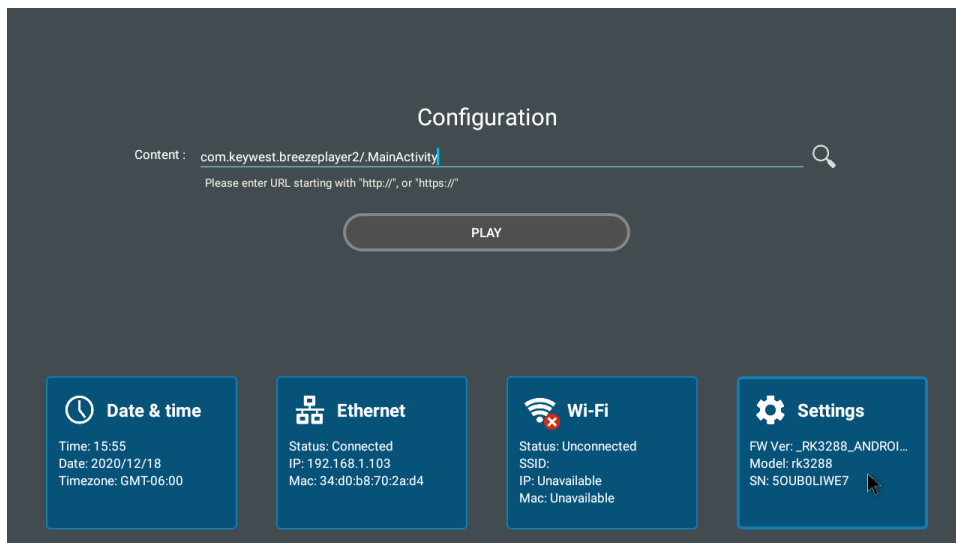 Configuration
Content : com.keywest.breezeplayer2/.MainActivity
Please enter URL starting with "http://", or "https://"
PLAY
Date & time
Time: 15:55
Date: 2020/12/18
Timezone: GMT-06:00
Ethernet
Status: Connected
IP: 192.168.1.103
Mac: 34:d0:b8:70:2a:d4
Wi-Fi
Status: Unconnected
SSID:
IP: Unavailable
Mac: Unavailable
Settings
FW Ver: _RK3288_ANDROI...
Model: rk3288
SN: 5OUB0LIWE7